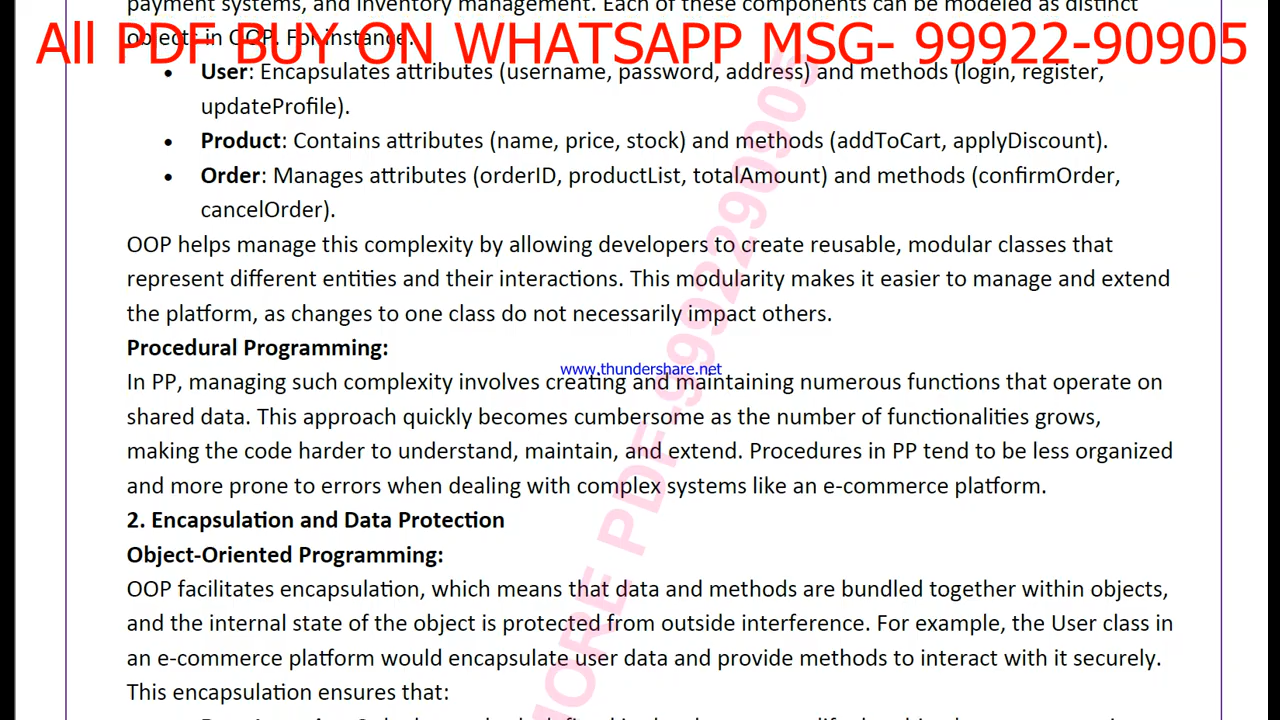 payment systems, and inventory management. Each of these components can be modeled as distinct
All PDF BUY ON WHATSAPP MSG- 99922-90905
objects in OOP. For instance:
• User: Encapsulates attributes (username, password, address) and methods (login, register,
updateProfile).
• Product: Contains attributes (name, price, stock) and methods (addToCart, applyDiscount).
• Order: Manages attributes (orderID, productList, totalAmount) and methods (confirmOrder,
cancelOrder).
OOP helps manage this complexity by allowing developers to create reusable, modular classes that
represent different entities and their interactions. This modularity makes it easier to manage and extend
the platform, as changes to one class do not necessarily impact others.
Procedural Programming:
www.thundershare.net
In PP, managing such complexity involves creating and maintaining numerous functions that operate on
shared data. This approach quickly becomes cumbersome as the number of functionalities grows,
making the code harder to understand, maintain, and extend. Procedures in PP tend to be less organized
and more prone to errors when dealing with complex systems like an e-commerce platform.
2. Encapsulation and Data Protection
Object-Oriented Programming:
OOP facilitates encapsulation, which means that data and methods are bundled together within objects,
and the internal state of the object is protected from outside interference. For example, the User class in
an e-commerce platform would encapsulate user data and provide methods to interact with it securely.
This encapsulation ensures that:
MORE PDF-9992290905